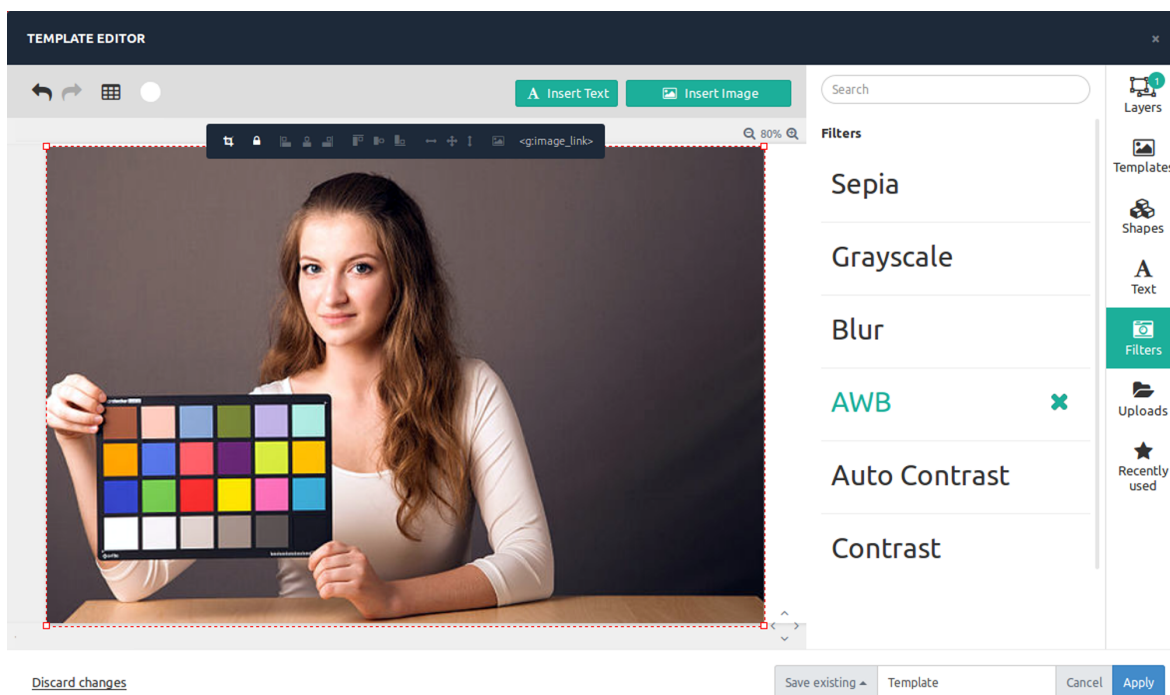 TEMPLATE EDITOR
A Insert Text
Insert Image
Search
<g:image_link>
80%
Filters
Sepia
Grayscale
Blur
AWB
Auto Contrast
Contrast
1
Layers
Templates
Shapes
A
Text
Filters
Uploads
Recently
used
Discard changes
Save existing
Template
Cancel
Apply